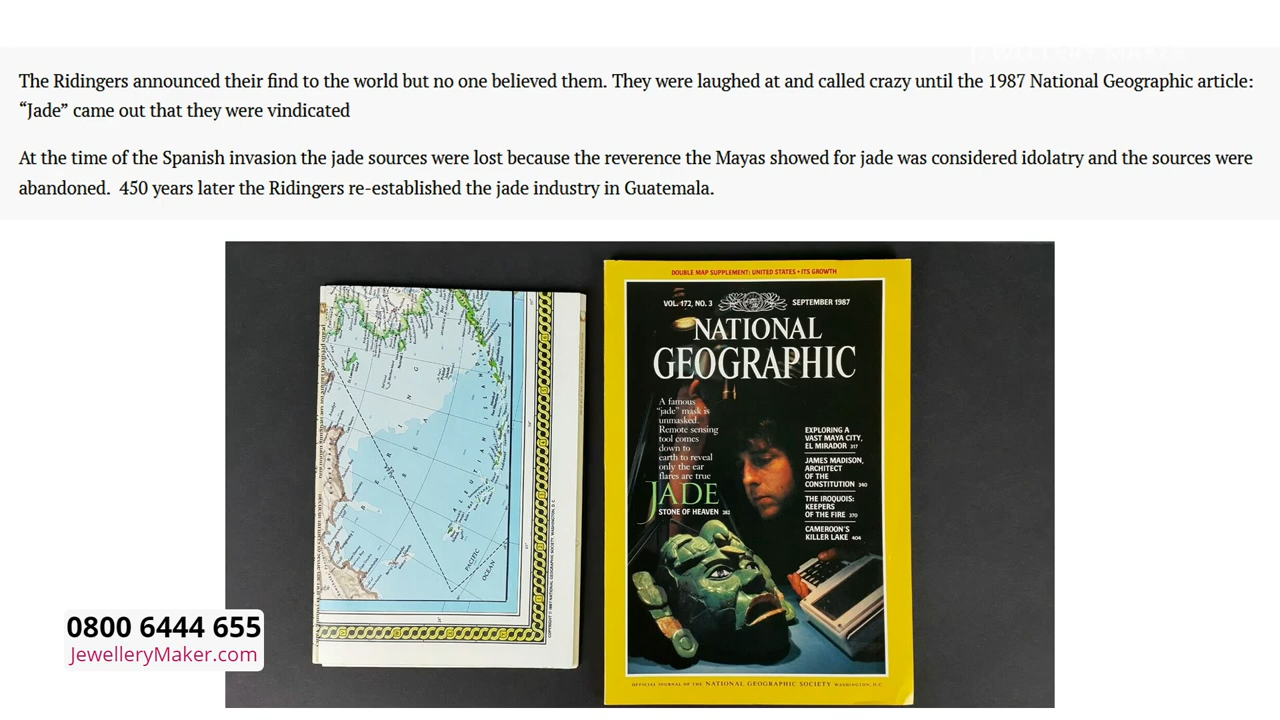 The Ridingers announced their find to the world but no one believed them. They were laughed at and called crazy until the 1987 National Geographic article:
“Jade” came out that they were vindicated
At the time of the Spanish invasion the jade sources were lost because the reverence the Mayas showed for jade was considered idolatry and the sources were
abandoned. 450 years later the Ridingers re-established the jade industry in Guatemala.
DOUBLE MAP SUPPLEMENT: UNITED STATES • ITS GROWTH
VOL. 172, NO. 3
SEPTEMBER 1987
NATIONAL
GEOGRAPHIC
A famous
“jade” mask is
unmasked.
Remote sensing
tool comes
down to
earth to reveal
only the ear
flares are true
JADE
STONE OF HEAVEN 282
EXPLORING A
VAST MAYA CITY,
EL MIRADOR 317
JAMES MADISON,
ARCHITECT
OF THE
CONSTITUTION 340
THE IROQUOIS:
KEEPERS
OF THE FIRE 370
CAMEROON'S
KILLER LAKE 404
OFFICIAL JOURNAL OF THE NATIONAL GEOGRAPHIC SOCIETY WASHINGTON, D.C.
PACIFIC
OCEAN
0800 6444 655
JewelleryMaker.com